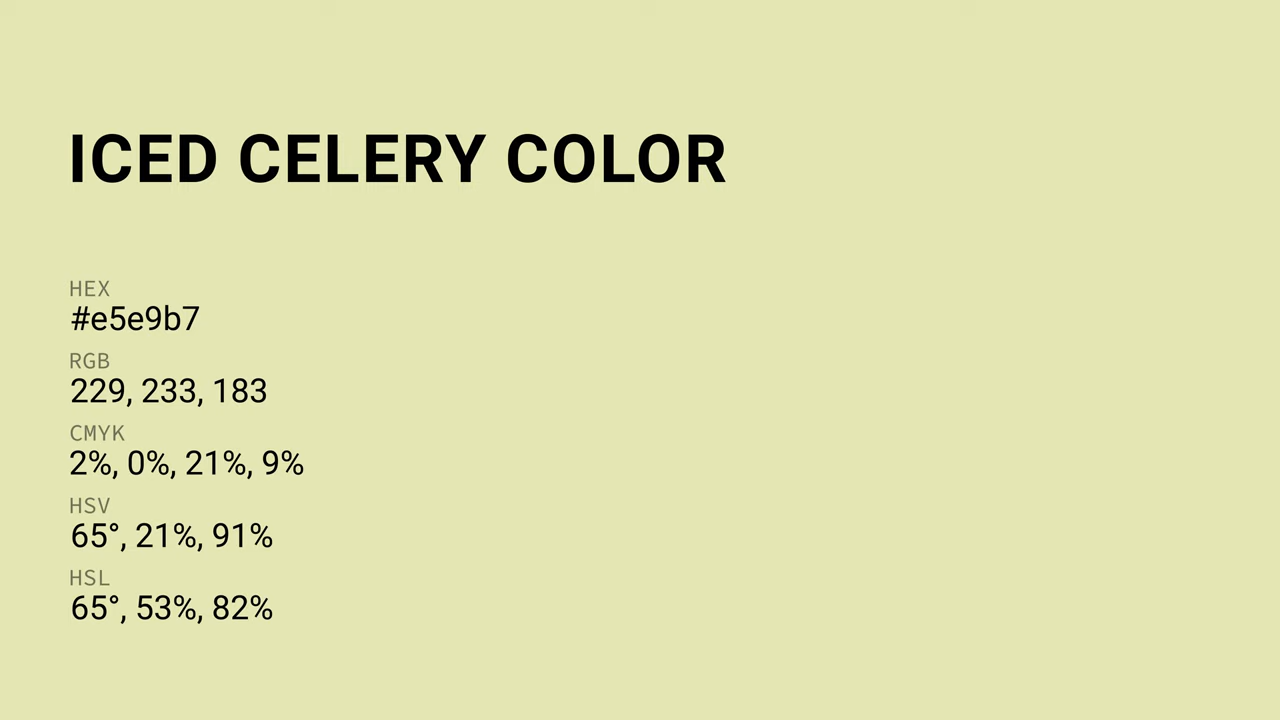 ICED CELERY COLOR
HEX
#e5e9b7
RGB
229, 233, 183
CMYK
2%, 0%, 21%, 9%
HSV
65°, 21%, 91%
HSL
65°, 53%, 82%